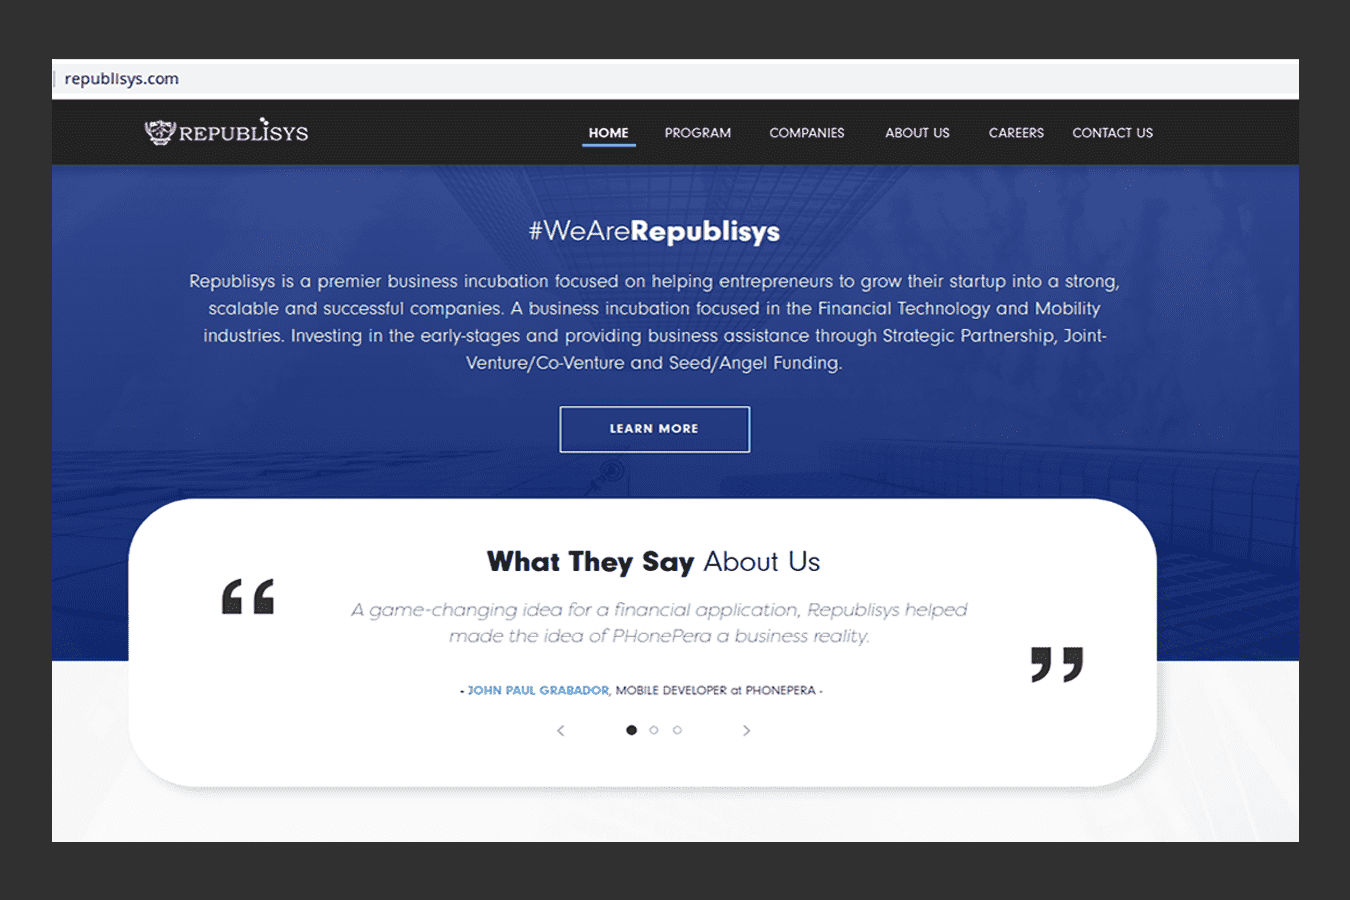 republisys.com
REPUBLISYS
HOME PROGRAM COMPANIES ABOUT US CAREERS CONTACT US
#WeAreRepublisys
Republisys is a premier business incubation focused on helping entrepreneurs to grow their startup into a strong,
scalable and successful companies. A business incubation focused in the Financial Technology and Mobility
industries. Investing in the early-stages and providing business assistance through Strategic Partnership, Joint-
Venture/Co-Venture and Seed/Angel Funding.
LEARN MORE
What They Say About Us
“
A game-changing idea for a financial application, Republisys helped
made the idea of PHonePera a business reality.
”
- JOHN PAUL GRABADOR, MOBILE DEVELOPER at PHONEPERA -